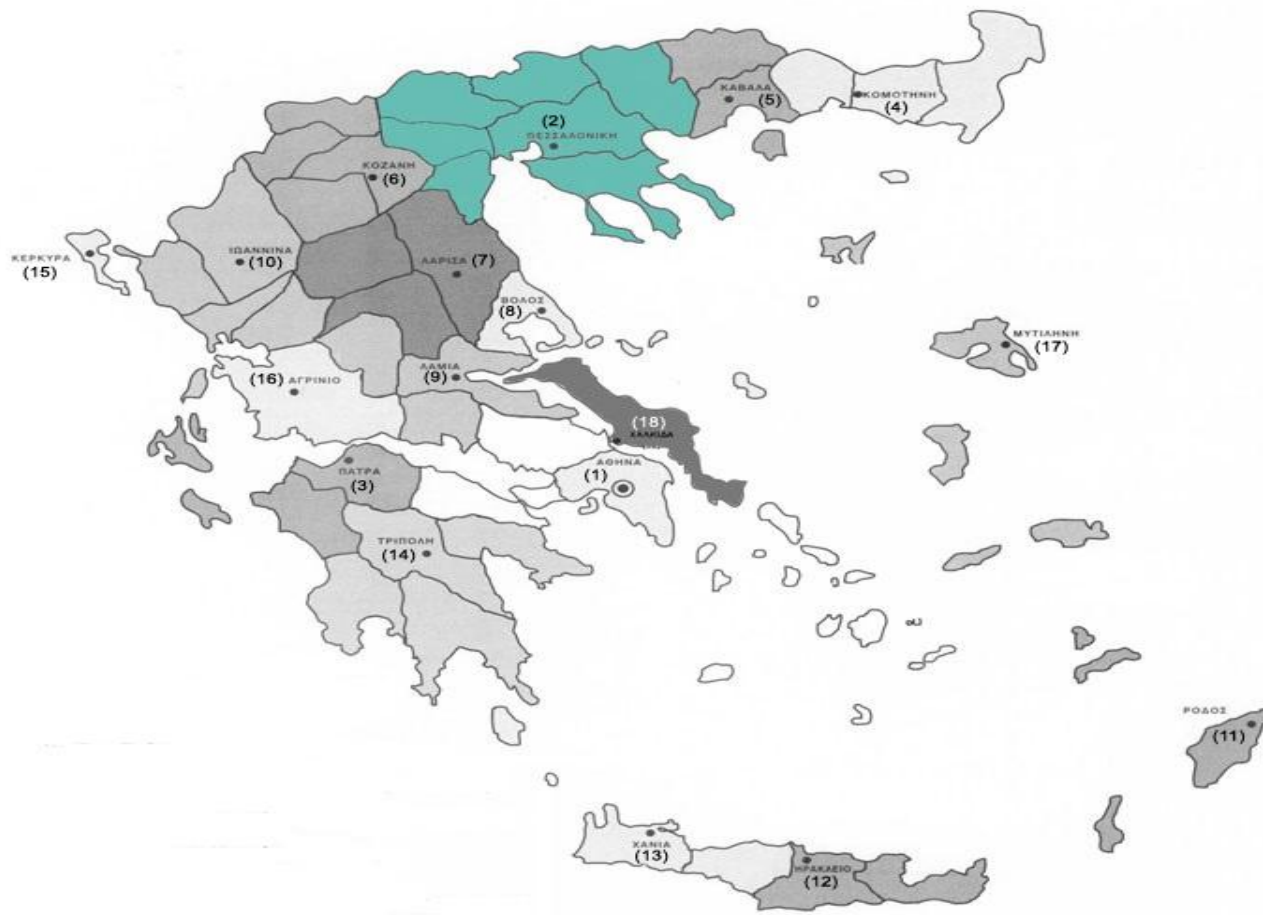 ΚΑΒΑΛΑ
(5)
ΚΟΜΟΤΗΝΗ
(4)
(2)
ΘΕΣΣΑΛΟΝΙΚΗ
ΚΟΖΑΝΗ
(6)
ΚΕΡΚΥΡΑ
(15)
ΙΩΑΝΝΙΝΑ
(10)
ΛΑΡΙΣΑ (7)
ΒΟΛΟΣ
(8)
ΜΥΤΙΛΗΝΗ
(17)
(16) ΑΓΡΙΝΙΟ
ΛΑΜΙΑ
(9)
(18)
ΧΑΛΚΙΔΑ
ΑΘΗΝΑ
(1)
ΠΑΤΡΑ
(3)
ΤΡΙΠΟΛΗ
(14)
ΡΟΔΟΣ
(11)
ΧΑΝΙΑ
(13)
ΗΡΑΚΛΕΙΟ
(12)